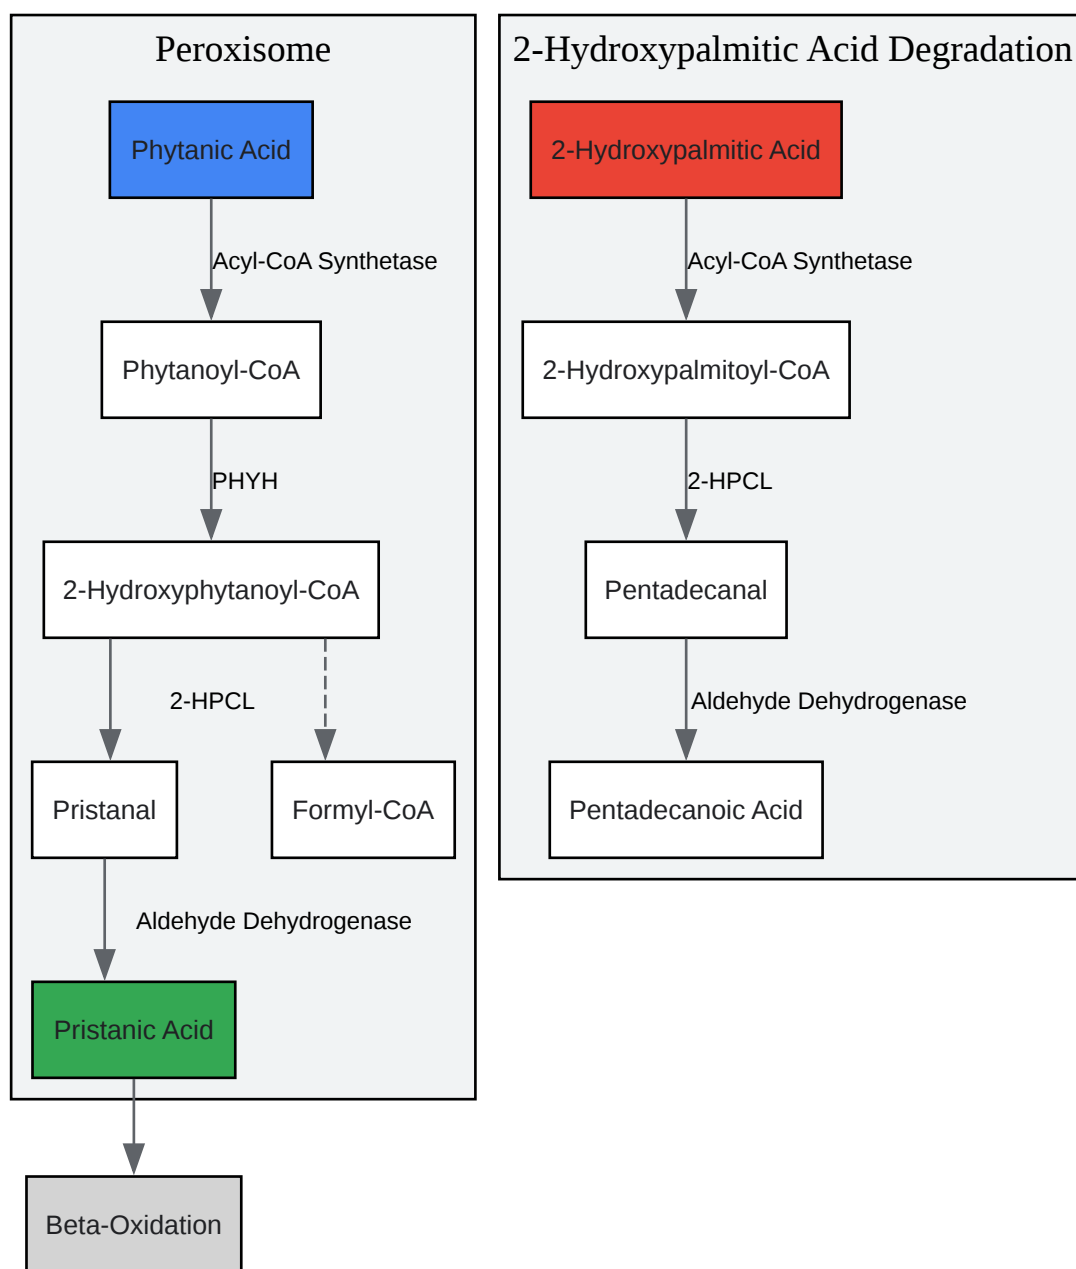 Peroxisome
Phytanic Acid
Acyl-CoA Synthetase
Phytanoyl-CoA
PHYH
2-Hydroxyphytanoyl-CoA
2-HPCL
Pristanal
Formyl-CoA
Aldehyde Dehydrogenase
Pristanic Acid
Beta-Oxidation
2-Hydroxypalmitic Acid Degradation
2-Hydroxypalmitic Acid
Acyl-CoA Synthetase
2-Hydroxypalmitoyl-CoA
2-HPCL
Pentadecanal
Aldehyde Dehydrogenase
Pentadecanoic Acid